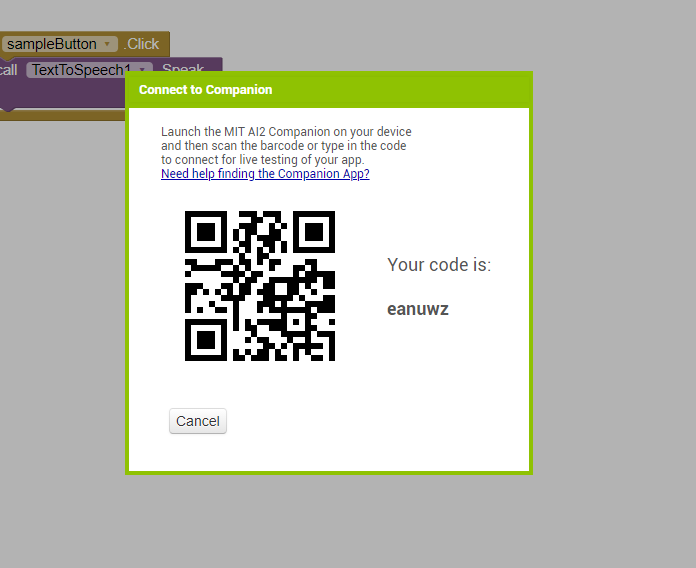 sampleButton .Click
call TextToSpeech1 .Speak
Connect to Companion
Launch the MIT AI2 Companion on your device
and then scan the barcode or type in the code
to connect for live testing of your app.
Need help finding the Companion App?
Your code is:
eanuwz
Cancel